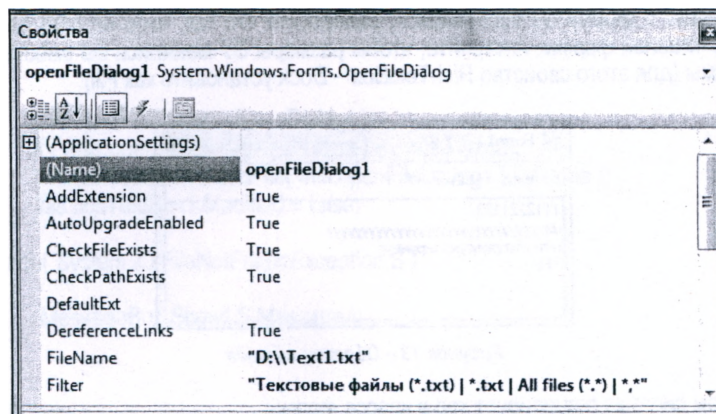 Свойства
openFileDialog1 System.Windows.Forms.OpenFileDialog
(ApplicationSettings)
(Name) openFileDialog1
AddExtension True
AutoUpgradeEnabled True
CheckFileExists True
CheckPathExists True
DefaultExt
DereferenceLinks True
FileName "D:\\Text1.txt"
Filter "Текстовые файлы (*.txt) | *.txt | All files (*.*) | *,*"